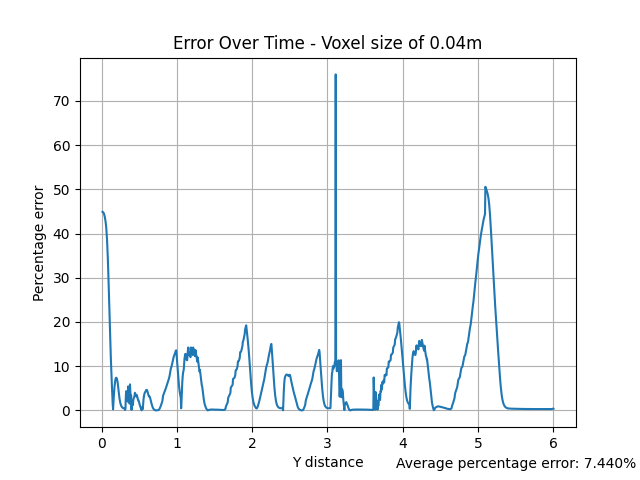 Error Over Time - Voxel size of 0.04m
Percentage error
70
60
50
40
30
20
10
0
0 1 2 3 4 5 6
Y distance
Average percentage error: 7.440%